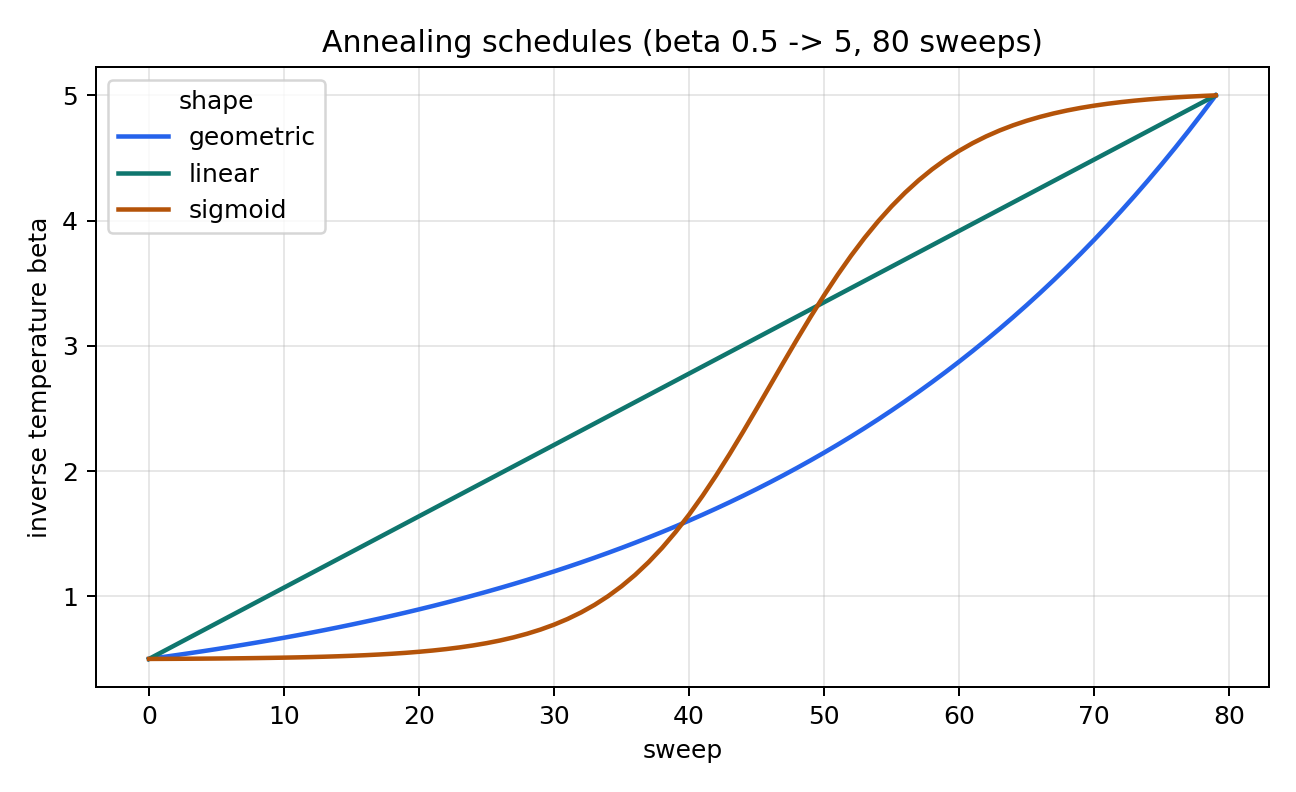 Annealing schedules (beta 0.5 -> 5, 80 sweeps)
shape
geometric
linear
sigmoid
inverse temperature beta
5
4
3
2
1
0 10 20 30 40 50 60 70 80
sweep